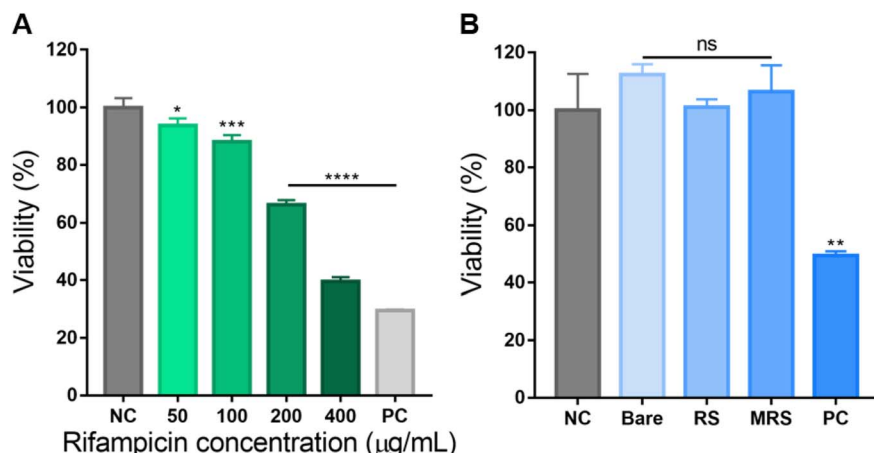 A
Viability (%)
120
100
80
60
40
20
0
*
***
****
NC 50 100 200 400 PC
Rifampicin concentration (μg/mL)
B
Viability (%)
120
100
80
60
40
20
0
ns
**
NC Bare RS MRS PC